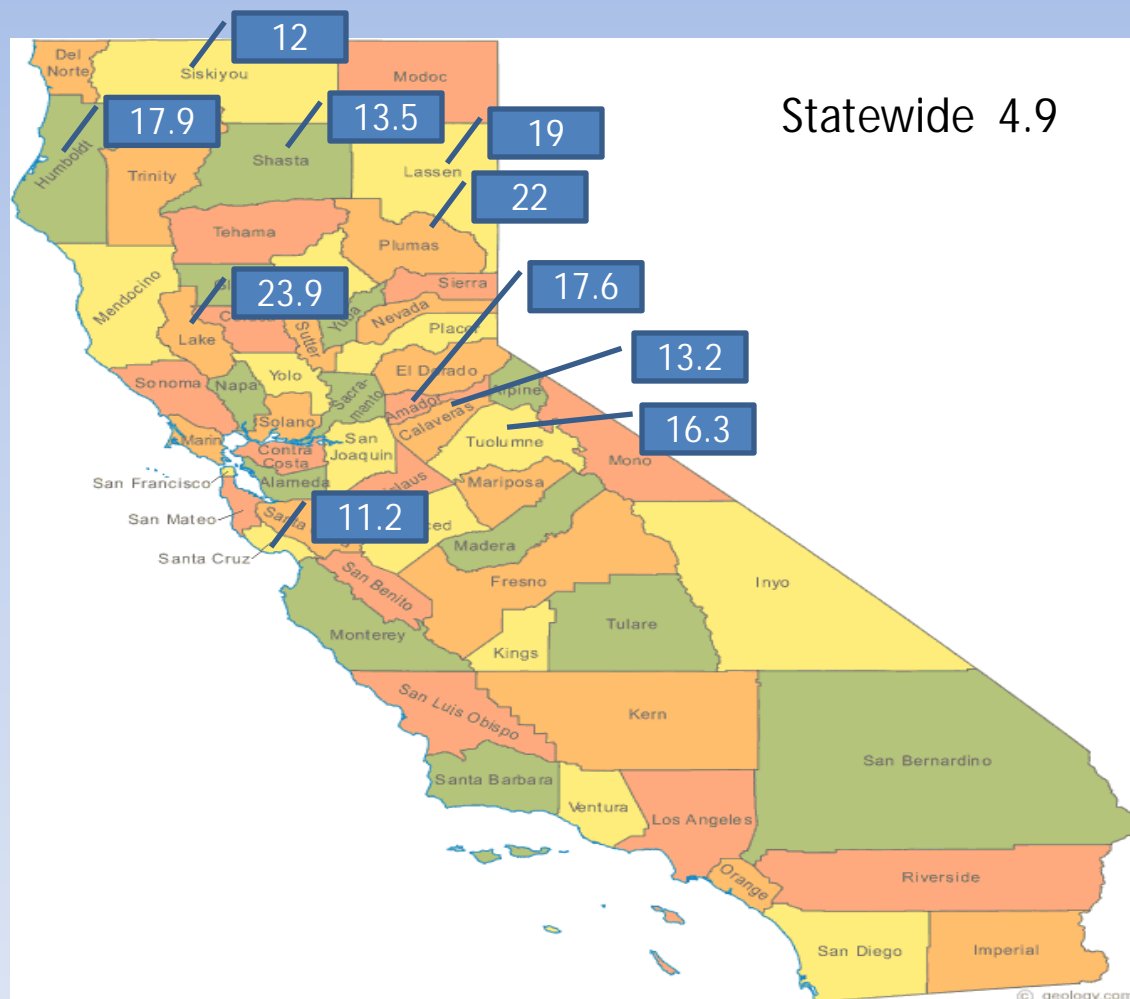 12
Del
Norte
Siskiyou
Modoc
Statewide 4.9
17.9
13.5
19
Humboldt
Trinity
Shasta
Lassen
22
Tehama
Plumas
Mendocino
23.9
Sierra
17.6
Lake
Sutter
Yuba
Nevada
Placer
13.2
Sonoma
Napa
Yolo
Sacra-
mento
El Dorado
Alpine
Amador
Calaveras
16.3
Solano
Marin
San
Joaquin
Tuolumne
Mono
Contra
Costa
San Francisco
Alameda
Mariposa
San Mateo
Santa
11.2
Santa Cruz
Madera
San Benito
Fresno
Inyo
Monterey
Tulare
Kings
San Luis Obispo
Kern
San Bernardino
Santa Barbara
Ventura
Los Angeles
Orange
Riverside
San Diego
Imperial
© geology.com